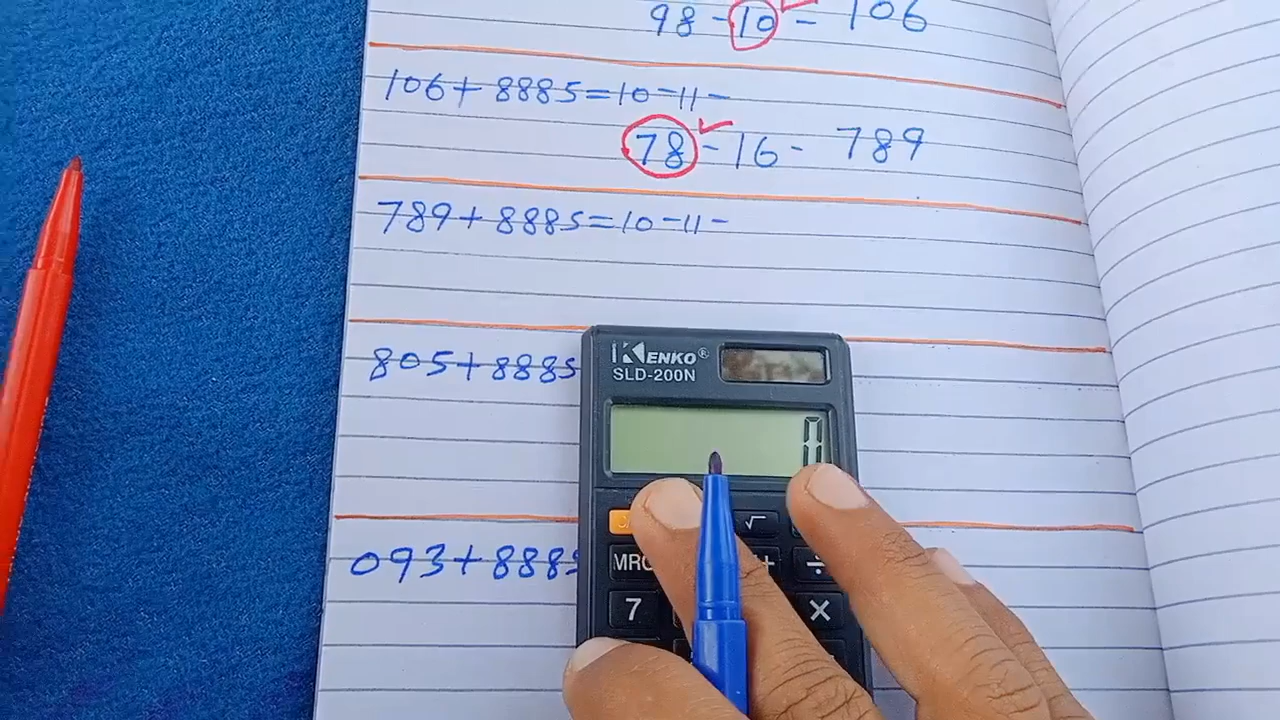 98 - 10 - 106
106 + 8885 = 10 - 11 -
78 - 16 - 789
789 + 8885 = 10 - 11 -
805 + 8885
KENKO®
SLD-200N
0
√
093 + 8885
MRC
÷
7
×